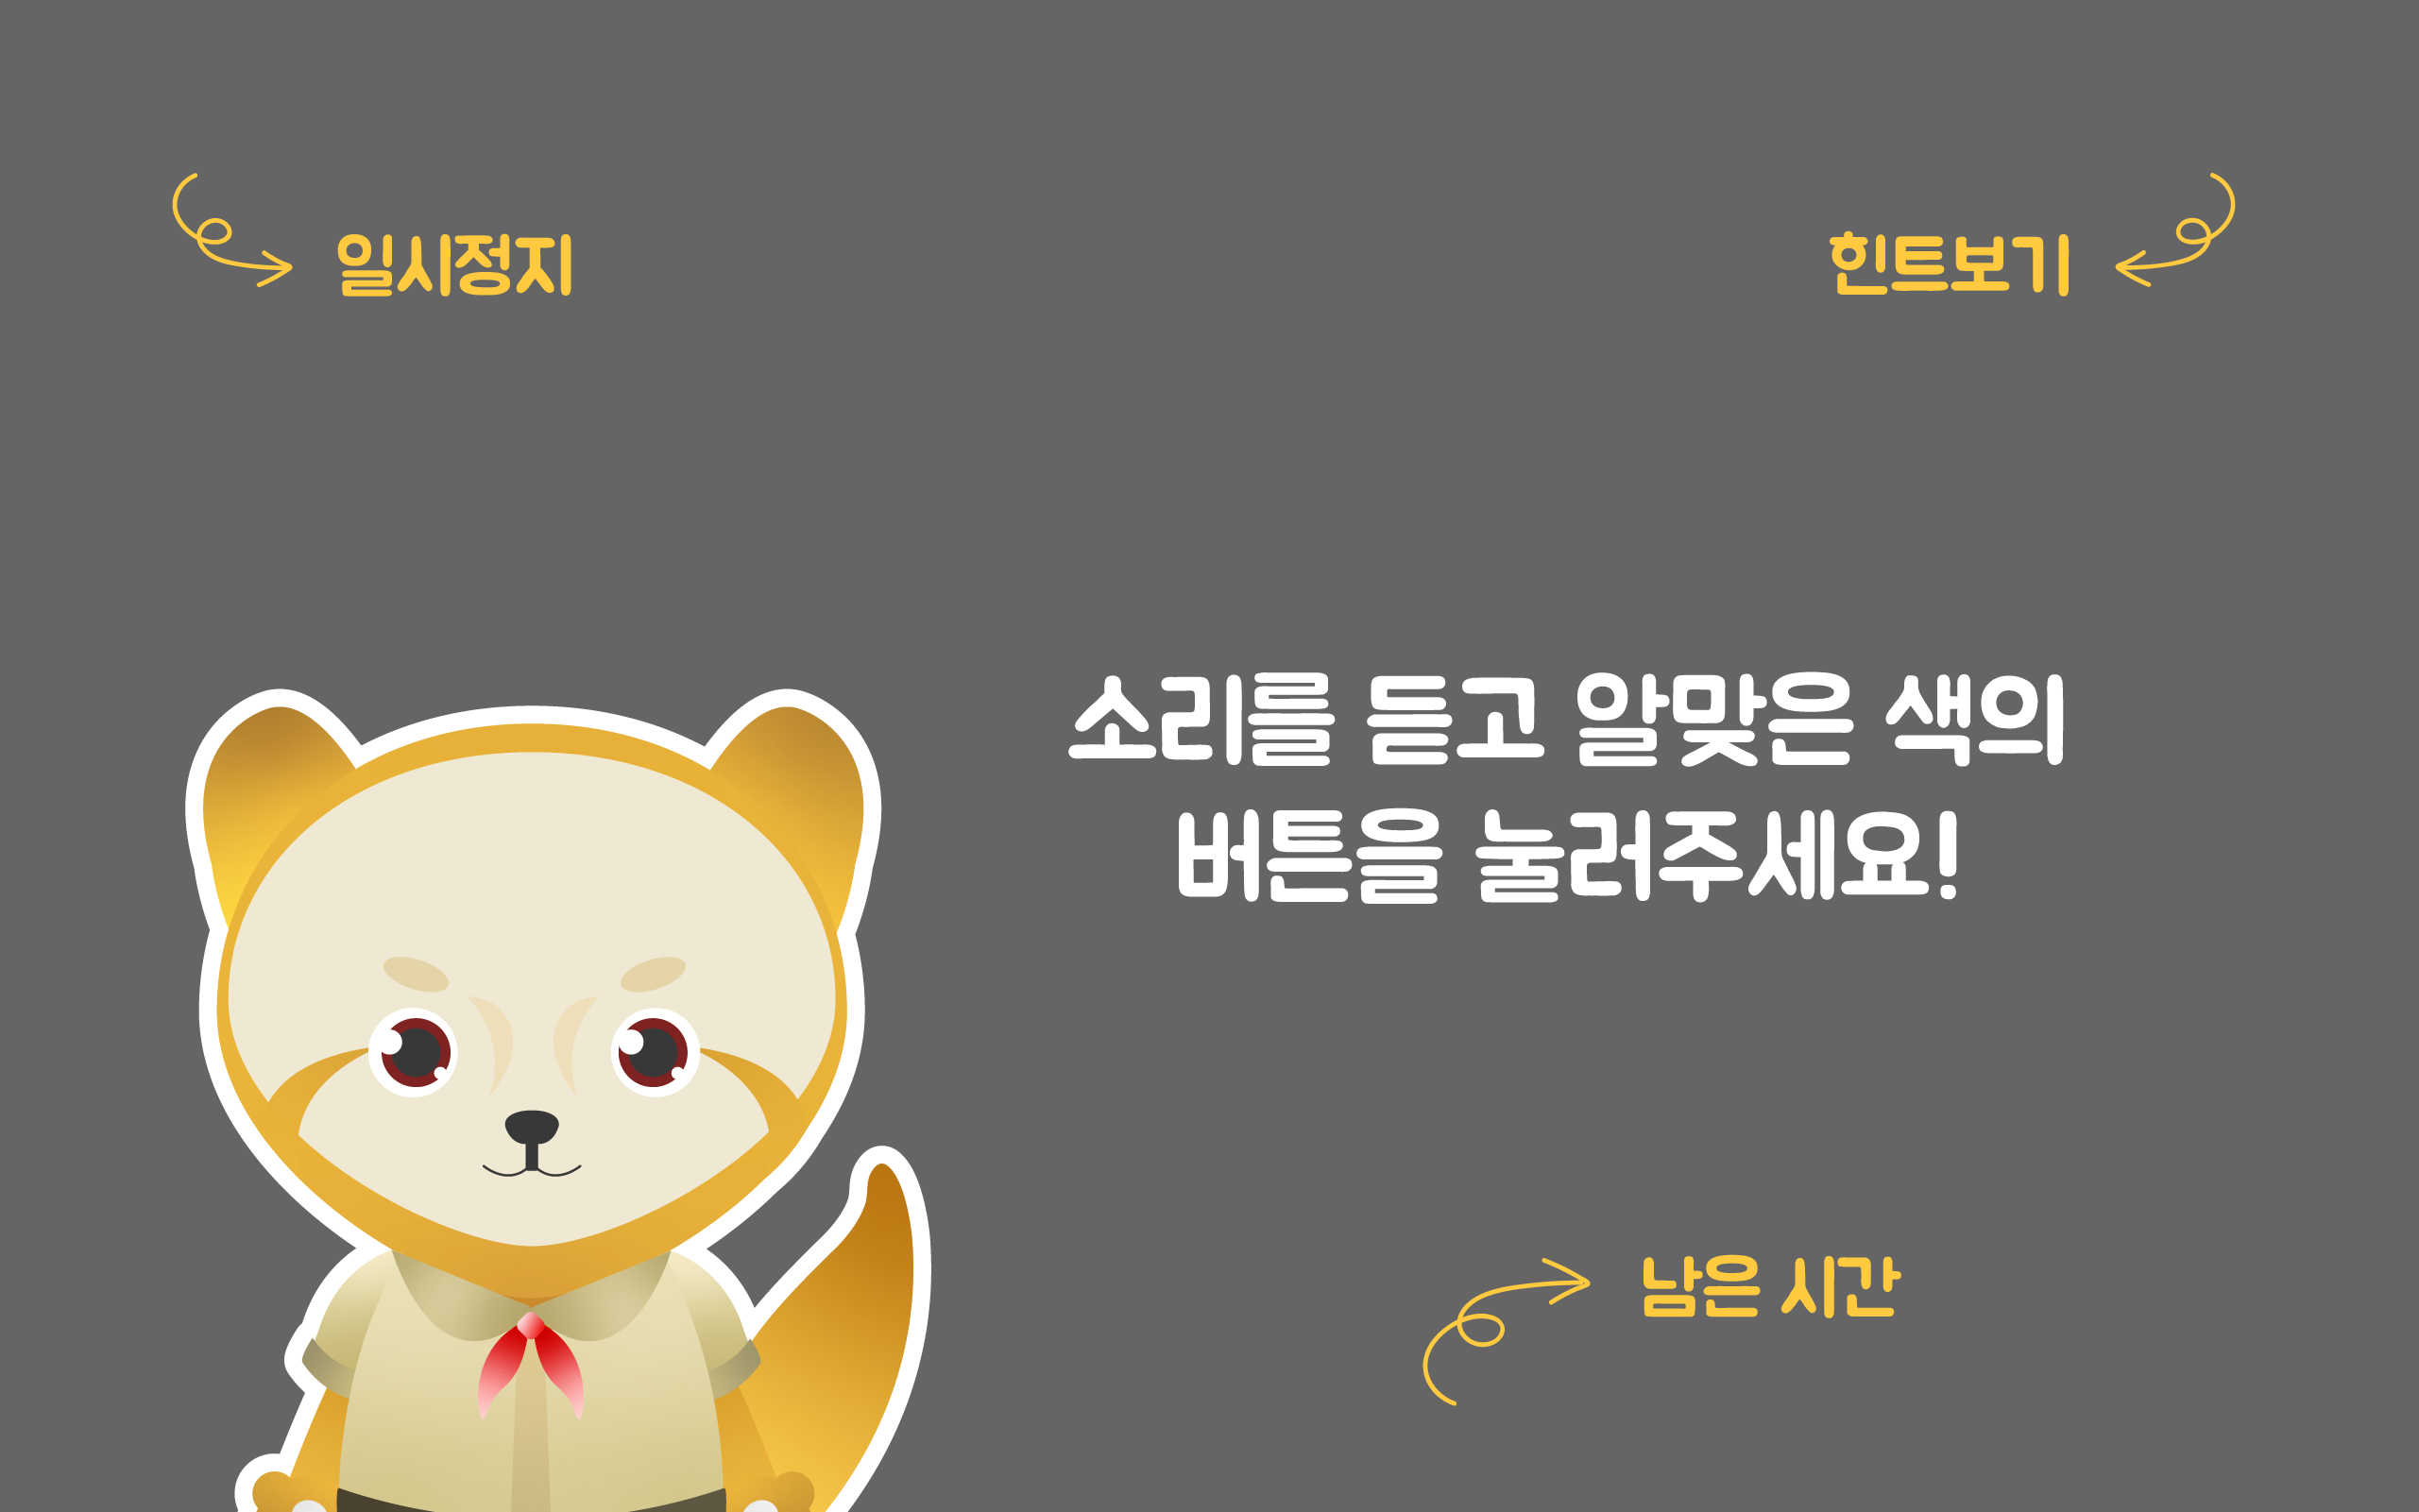 일시정지
힌트보기
소리를 듣고 알맞은 색의
버튼을 눌러주세요!
남은 시간